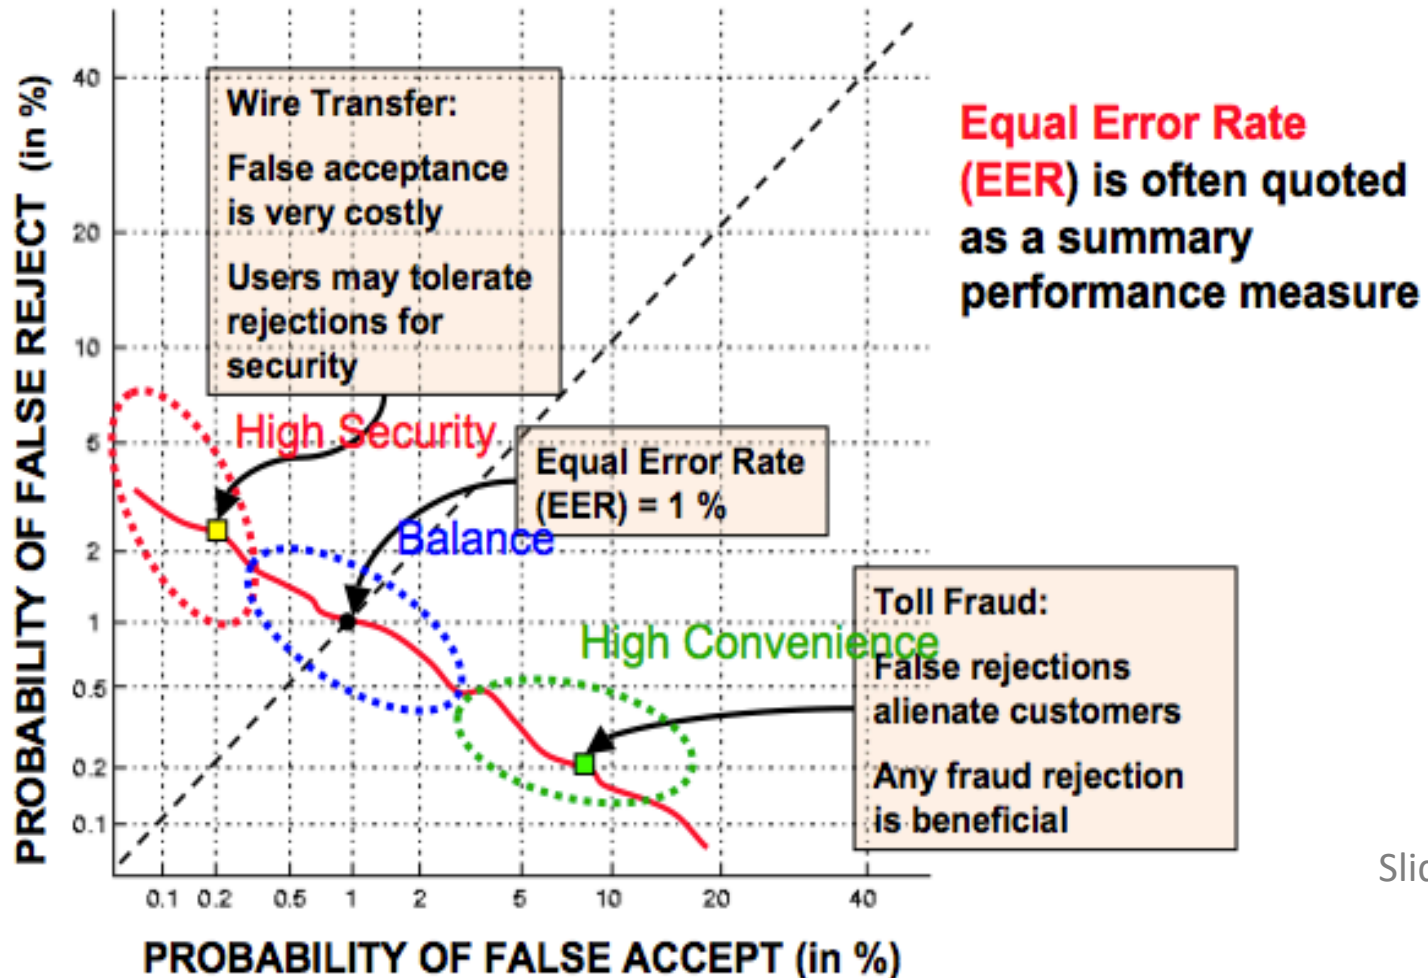 PROBABILITY OF FALSE REJECT (in %)
40
20
10
5
2
1
0.5
0.2
0.1
Wire Transfer:
False acceptance
is very costly
Users may tolerate
rejections for
security
High Security
Equal Error Rate
(EER) = 1 %
Balance
High Convenience
Toll Fraud:
False rejections
alienate customers
Any fraud rejection
is beneficial
Equal Error Rate
(EER) is often quoted
as a summary
performance measure
0.1 0.2 0.5 1 2 5 10 20 40
PROBABILITY OF FALSE ACCEPT (in %)